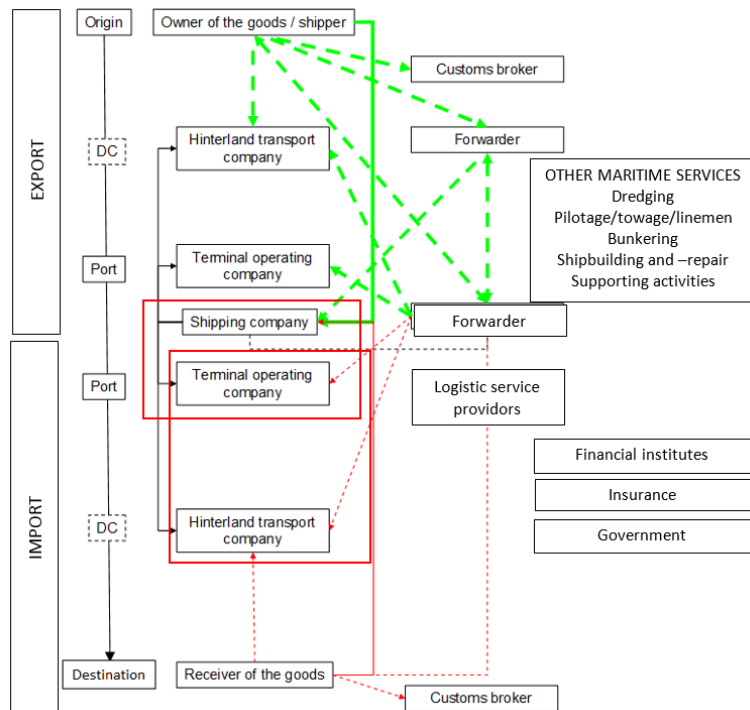 Origin
Owner of the goods / shipper
Customs broker
EXPORT
DC
Hinterland transport
company
Forwarder
OTHER MARITIME SERVICES
Dredging
Pilotage/towage/linemen
Bunkering
Shipbuilding and –repair
Supporting activities
Port
Terminal operating
company
Shipping company
Forwarder
IMPORT
Port
Terminal operating
company
Logistic service
providors
Financial institutes
Insurance
Government
DC
Hinterland transport
company
Destination
Receiver of the goods
Customs broker